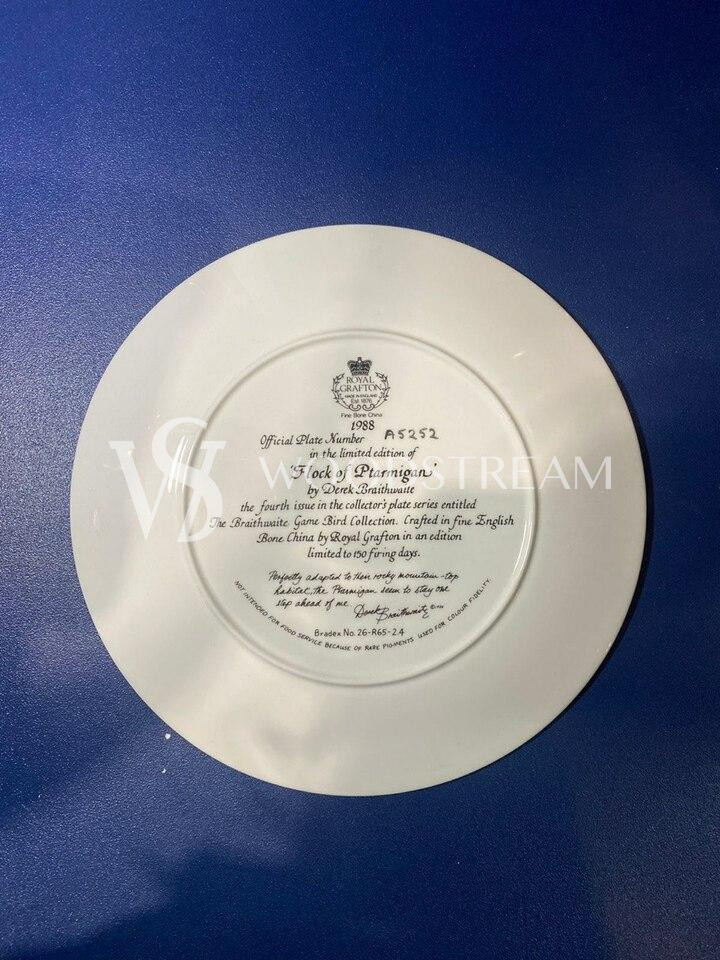 ROYAL
GRAFTON
MADE IN ENGLAND
Est 1876
Fine Bone China
1988
Official Plate Number A5252
in the limited edition of
'Flock of Ptarmigan'
by Derek Braithwaite
the fourth issue in the collector's plate series entitled
The Braithwaite Game Bird Collection. Crafted in fine English
Bone China by Royal Grafton in an edition
limited to 150 firing days.
Perfectly adapted to their rocky mountain-top
habitat, the Ptarmigan seem to stay one
step ahead of me.
Derek Braithwaite
Bradex No. 26-R65-2.4
NOT INTENDED FOR FOOD SERVICE BECAUSE OF RARE PIGMENTS USED FOR COLOUR FIDELITY.
WOODSTREAM